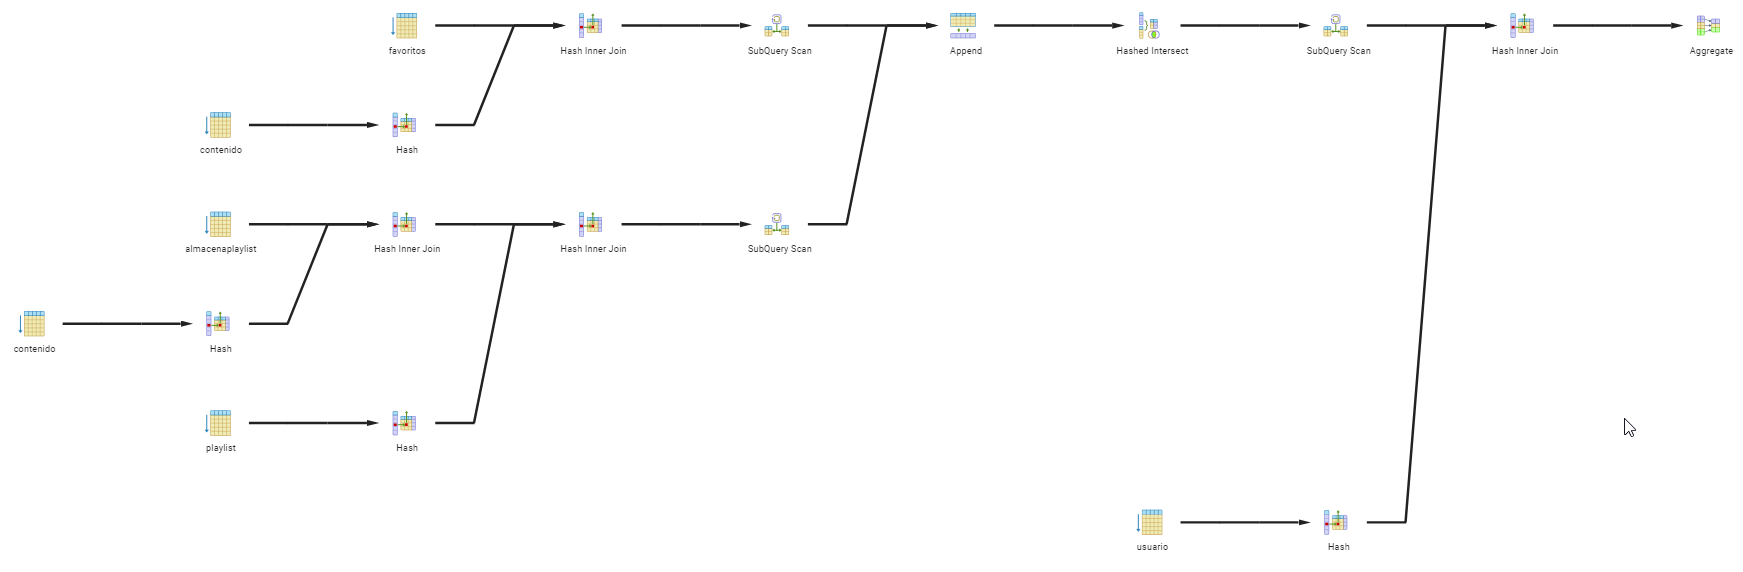 favoritos
Hash Inner Join
SubQuery Scan
Append
Hashed Intersect
SubQuery Scan
Hash Inner Join
Aggregate
contenido
Hash
almacenaplaylist
Hash Inner Join
Hash Inner Join
SubQuery Scan
contenido
Hash
playlist
Hash
usuario
Hash